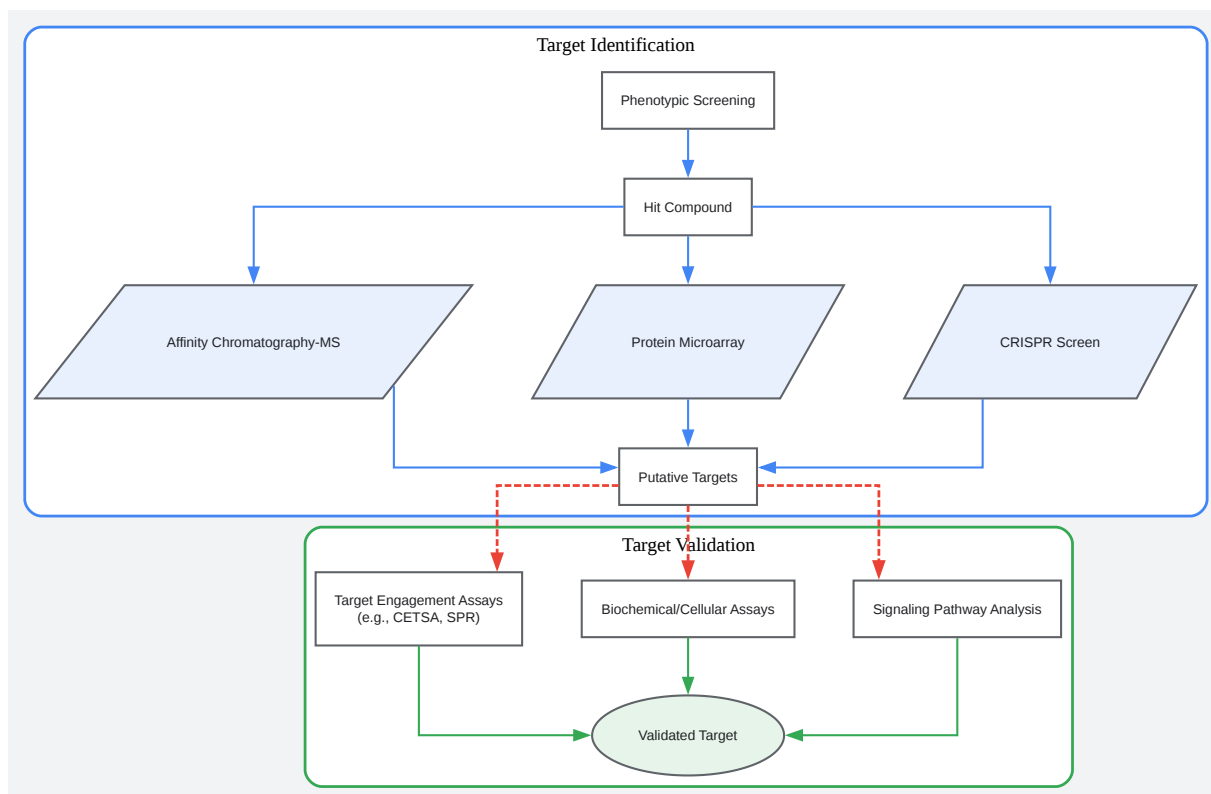 Target Identification
Phenotypic Screening
Hit Compound
Affinity Chromatography-MS
Protein Microarray
CRISPR Screen
Putative Targets
Target Validation
Target Engagement Assays
(e.g., CETSA, SPR)
Biochemical/Cellular Assays
Signaling Pathway Analysis
Validated Target